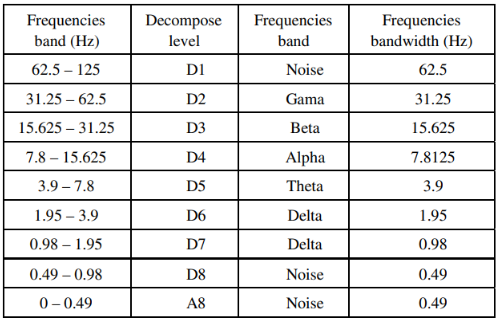 Frequencies band (Hz) Decompose level Frequencies band Frequencies bandwidth (Hz)
62.5 – 125 D1 Noise 62.5
31.25 – 62.5 D2 Gama 31.25
15.625 – 31.25 D3 Beta 15.625
7.8 – 15.625 D4 Alpha 7.8125
3.9 – 7.8 D5 Theta 3.9
1.95 – 3.9 D6 Delta 1.95
0.98 – 1.95 D7 Delta 0.98
0.49 – 0.98 D8 Noise 0.49
0 – 0.49 A8 Noise 0.49